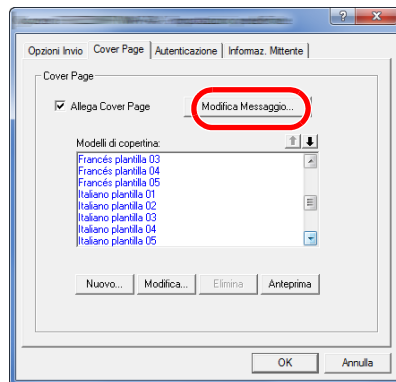 Opzioni Invio Cover Page Autenticazione Informaz. Mittente
Cover Page
Allega Cover Page Modifica Messaggio...
Modelli di copertina:
Francés plantilla 03
Francés plantilla 04
Francés plantilla 05
Italiano plantilla 01
Italiano plantilla 02
Italiano plantilla 03
Italiano plantilla 04
Italiano plantilla 05
Nuovo... Modifica... Elimina Anteprima
OK Annulla